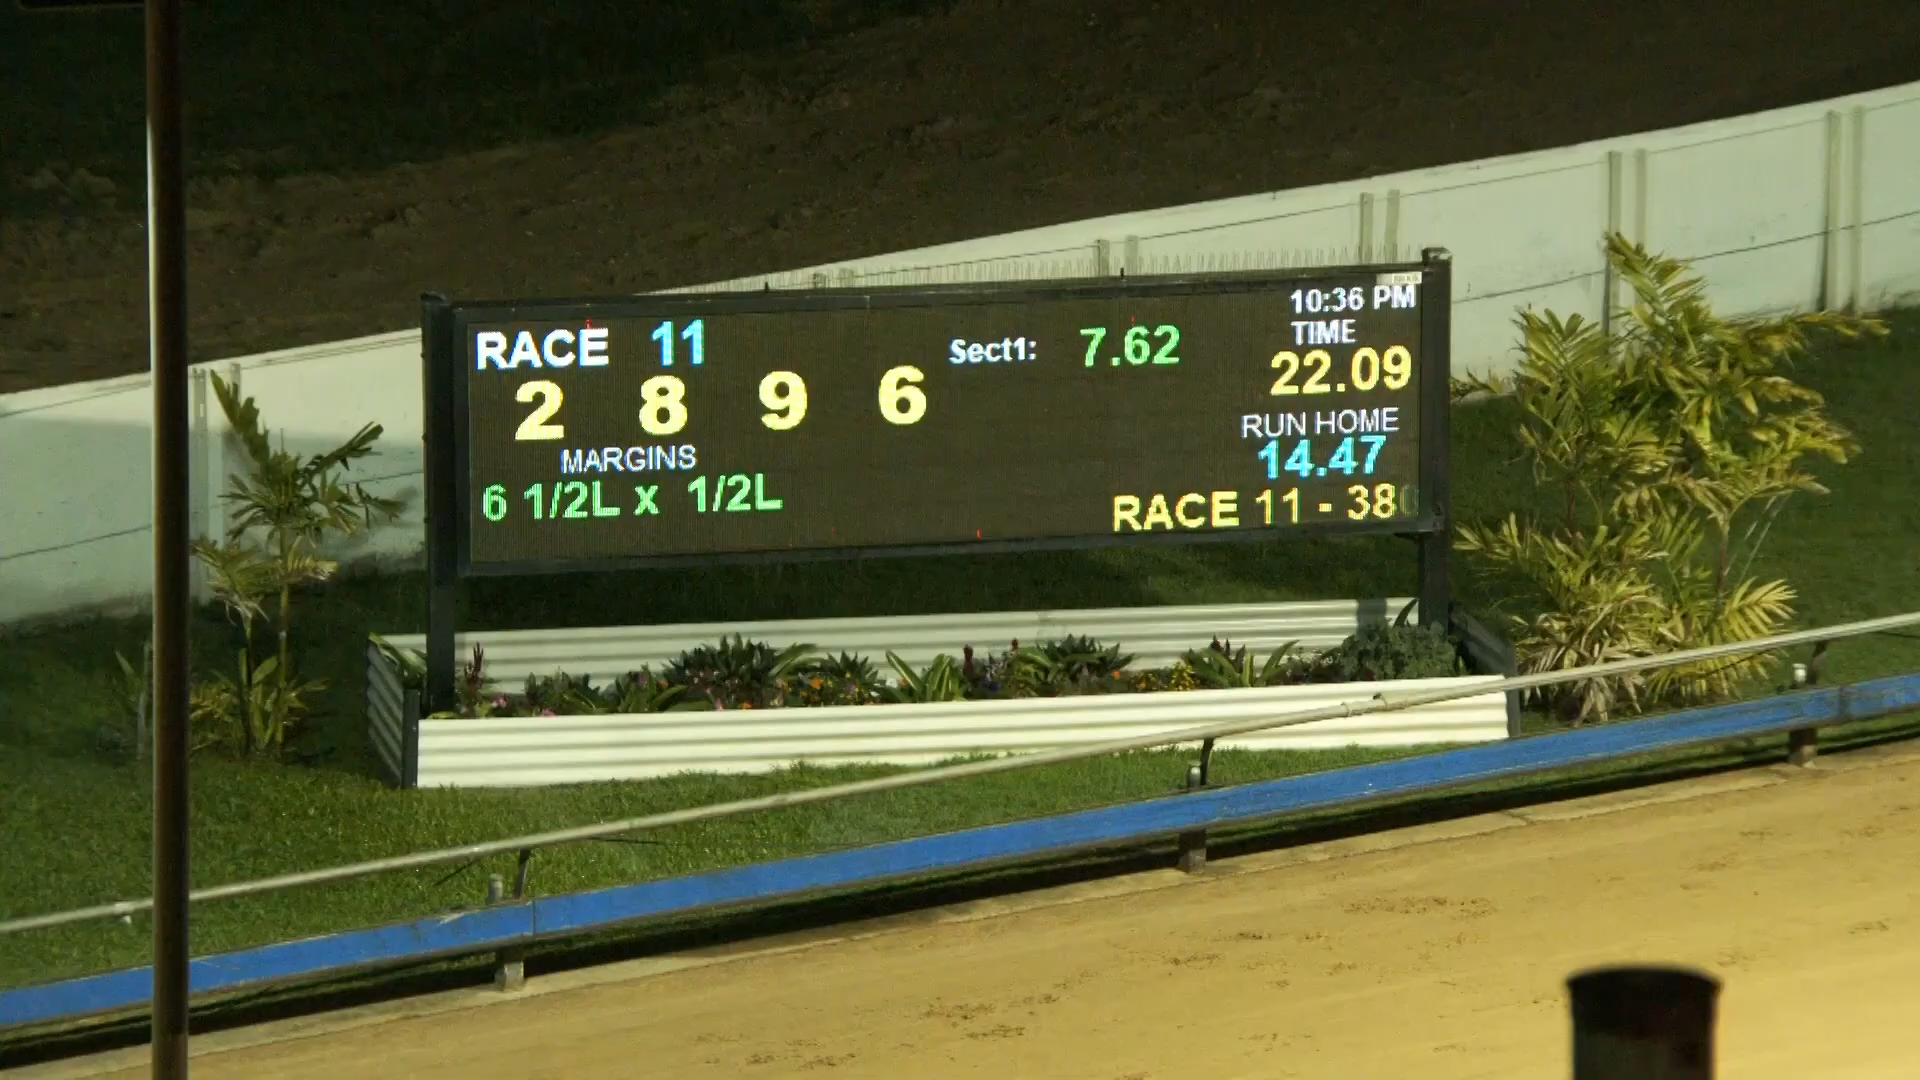 10:36 PM
RACE 11 Sect1: 7.62 TIME
2 8 9 6 22.09
MARGINS RUN HOME
6 1/2L x 1/2L 14.47
RACE 11 - 38